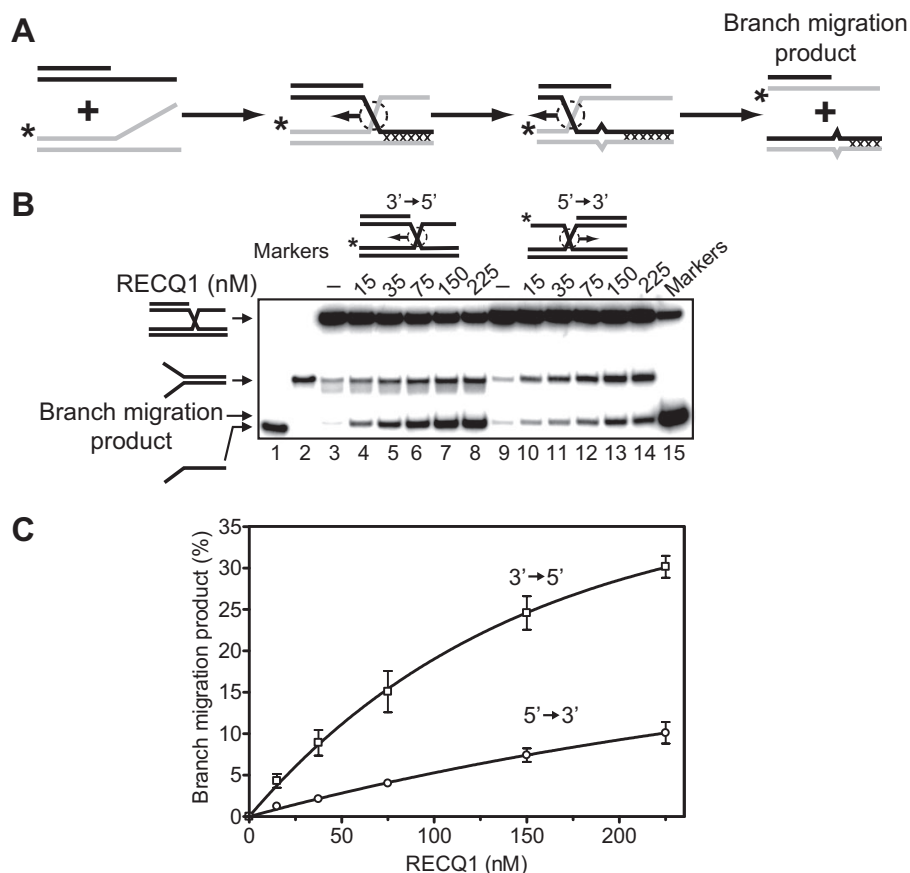 A
Branch migration
product
*
+
*
*
*
+
xxxxx
xxxxx
xxxx
B
3’→5’
5’→3’
*
*
Markers
RECQ1 (nM)
– 15 35 75 150 225 – 15 35 75 150 225 Markers
Branch migration
product
1 2 3 4 5 6 7 8 9 10 11 12 13 14 15
C
Branch migration product (%)
35
30
25
20
15
10
5
0
3’→5’
5’→3’
0 50 100 150 200
RECQ1 (nM)